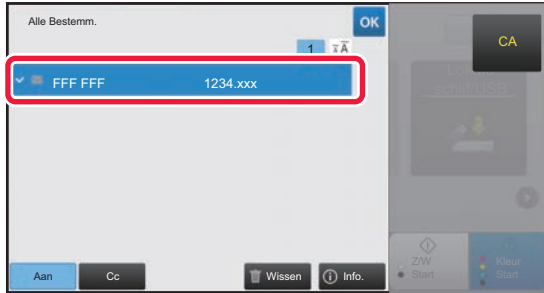 Alle Bestemm.
OK
1
CA
FFF FFF 1234.xxx
Z/W
Start
Kleur
Start
Aan
Cc
Wissen
Info.